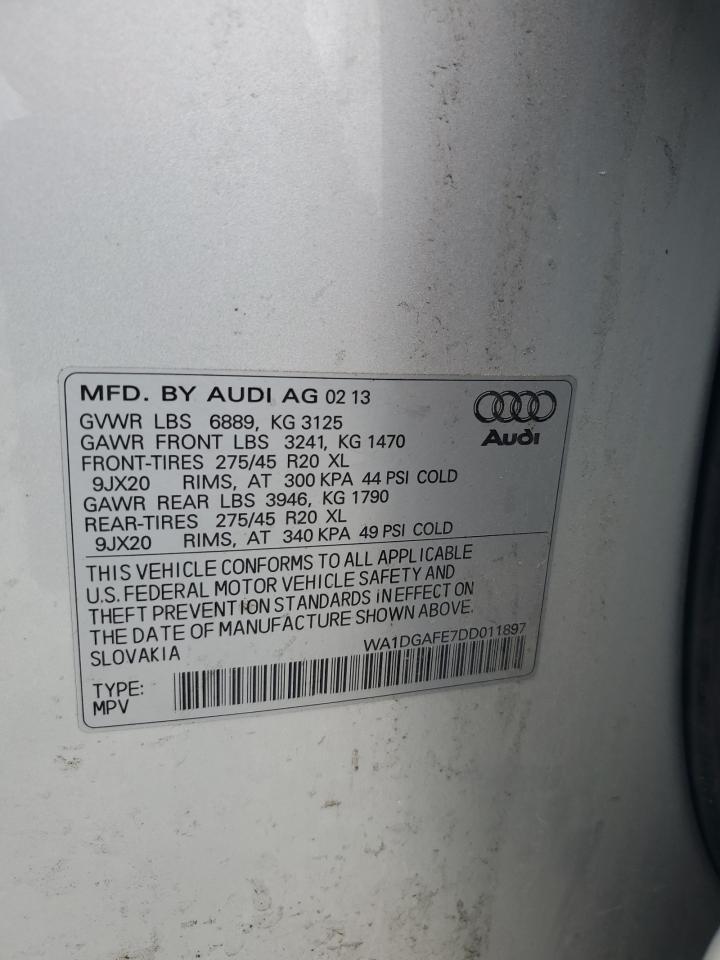 MFD. BY AUDI AG 02 13
Audi
GVWR LBS 6889, KG 3125
GAWR FRONT LBS 3241, KG 1470
FRONT-TIRES 275/45 R20 XL
9JX20 RIMS, AT 300 KPA 44 PSI COLD
GAWR REAR LBS 3946, KG 1790
REAR-TIRES 275/45 R20 XL
9JX20 RIMS, AT 340 KPA 49 PSI COLD
THIS VEHICLE CONFORMS TO ALL APPLICABLE
U.S. FEDERAL MOTOR VEHICLE SAFETY AND
THEFT PREVENTION STANDARDS IN EFFECT ON
THE DATE OF MANUFACTURE SHOWN ABOVE.
SLOVAKIA WA1DGAFE7DD011897
TYPE:
MPV